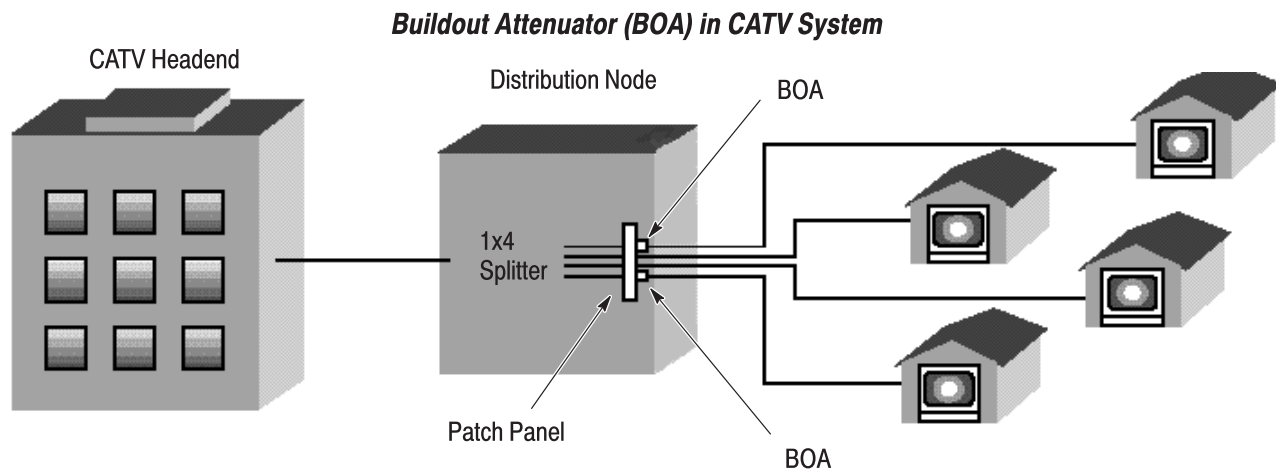 Buildout Attenuator (BOA) in CATV System
CATV Headend
Distribution Node
BOA
1x4
Splitter
Patch Panel
BOA